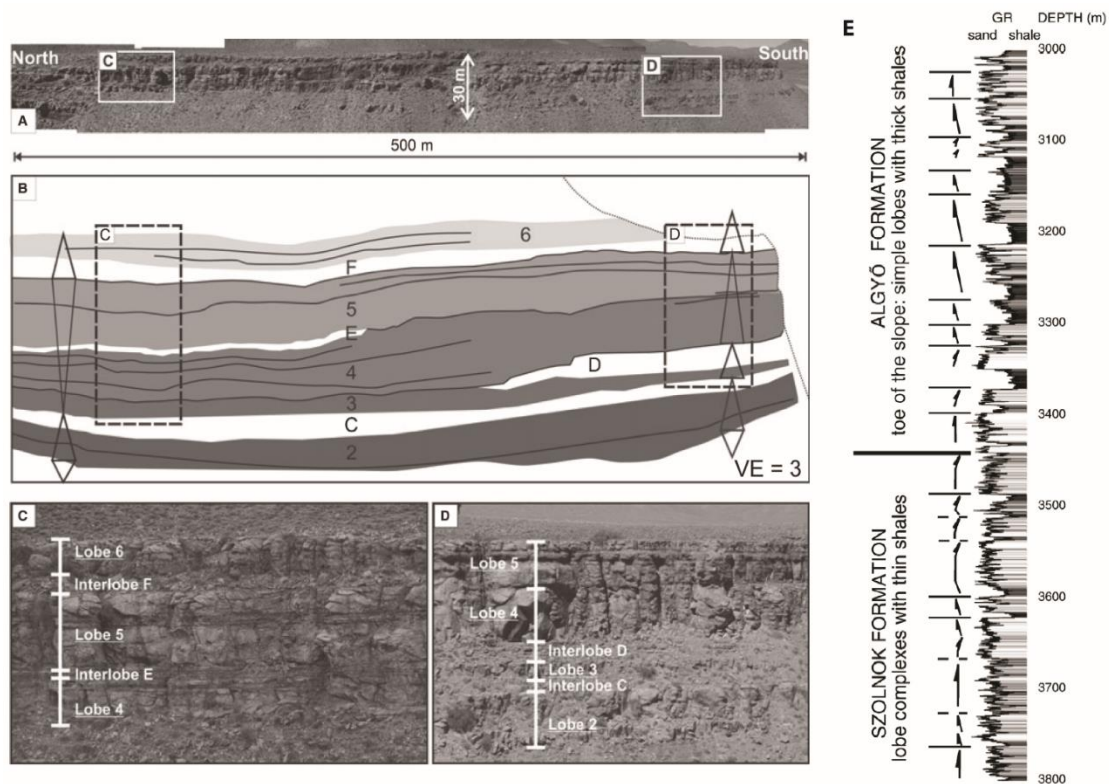 North
C
D
South
30 m
A
500 m
B
C
D
6
F
5
E
4
D
3
C
2
VE = 3
C
Lobe 6
Interlobe F
Lobe 5
Interlobe E
Lobe 4
D
Lobe 5
Lobe 4
Interlobe D
Lobe 3
Interlobe C
Lobe 2
E
GR
DEPTH (m)
sand
shale
3000
3100
3200
3300
3400
3500
3600
3700
3800
ALGYŐ FORMATION
toe of the slope: simple lobes with thick shales
SZOLNOK FORMATION
lobe complexes with thin shales